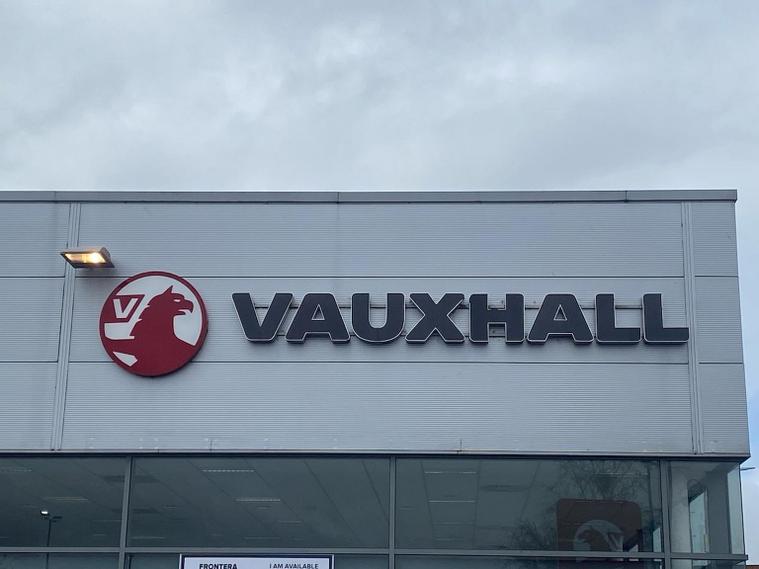 V
VAUXHALL
FRONTERA
I AM AVAILABLE